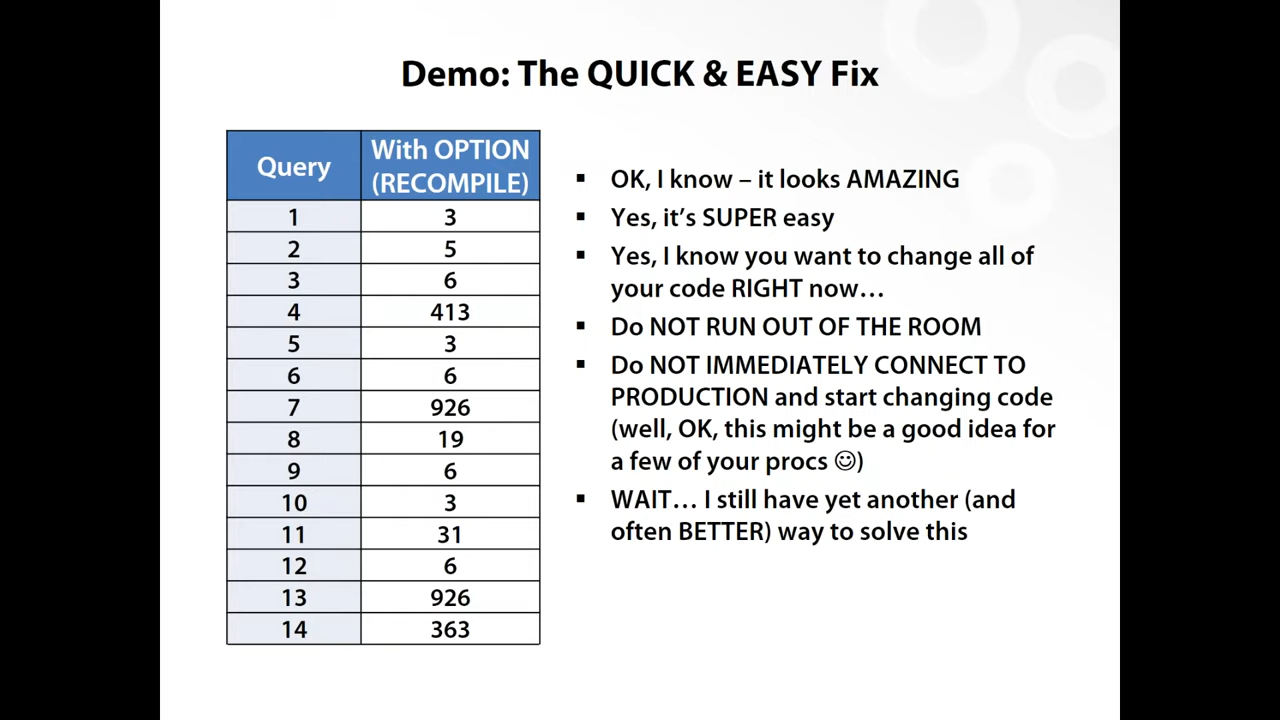 Demo: The QUICK & EASY Fix
Query With OPTION (RECOMPILE)
1 3
2 5
3 6
4 413
5 3
6 6
7 926
8 19
9 6
10 3
11 31
12 6
13 926
14 363
▪ OK, I know – it looks AMAZING
▪ Yes, it’s SUPER easy
▪ Yes, I know you want to change all of
your code RIGHT now…
▪ Do NOT RUN OUT OF THE ROOM
▪ Do NOT IMMEDIATELY CONNECT TO
PRODUCTION and start changing code
(well, OK, this might be a good idea for
a few of your procs ☺)
▪ WAIT… I still have yet another (and
often BETTER) way to solve this